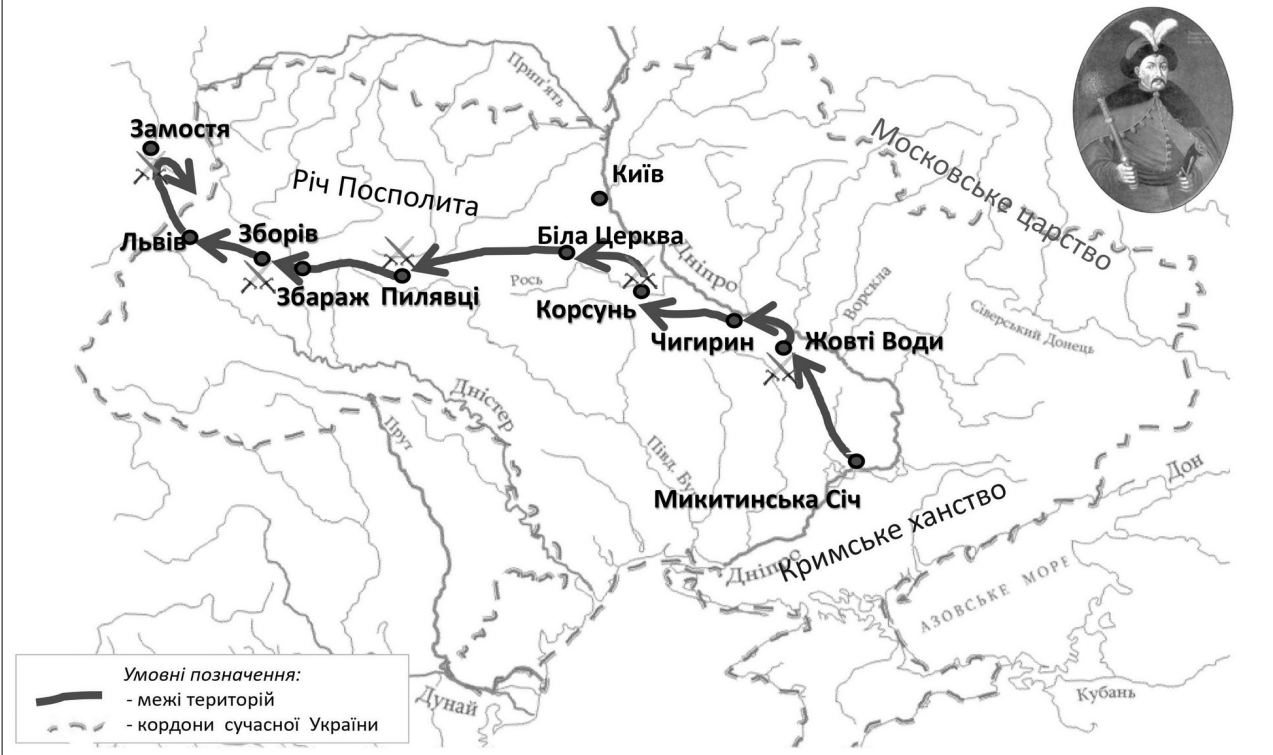 Прип'ять
Замостя
Московське царство
Київ
Річ Посполита
Львів
Зборів
Біла Церква
Дніпро
Збараж
Пилявці
Рось
Корсунь
Ворскла
Чигирин
Жовті Води
Сіверський Донець
Дністер
Прут
Півд. Бу
Микитинська Січ
Дон
Кримське ханство
Дніпро
АЗОВСЬКЕ МОРЕ
Умовні позначення:
- межі територій
- кордони сучасної України
Дунай
Кубань